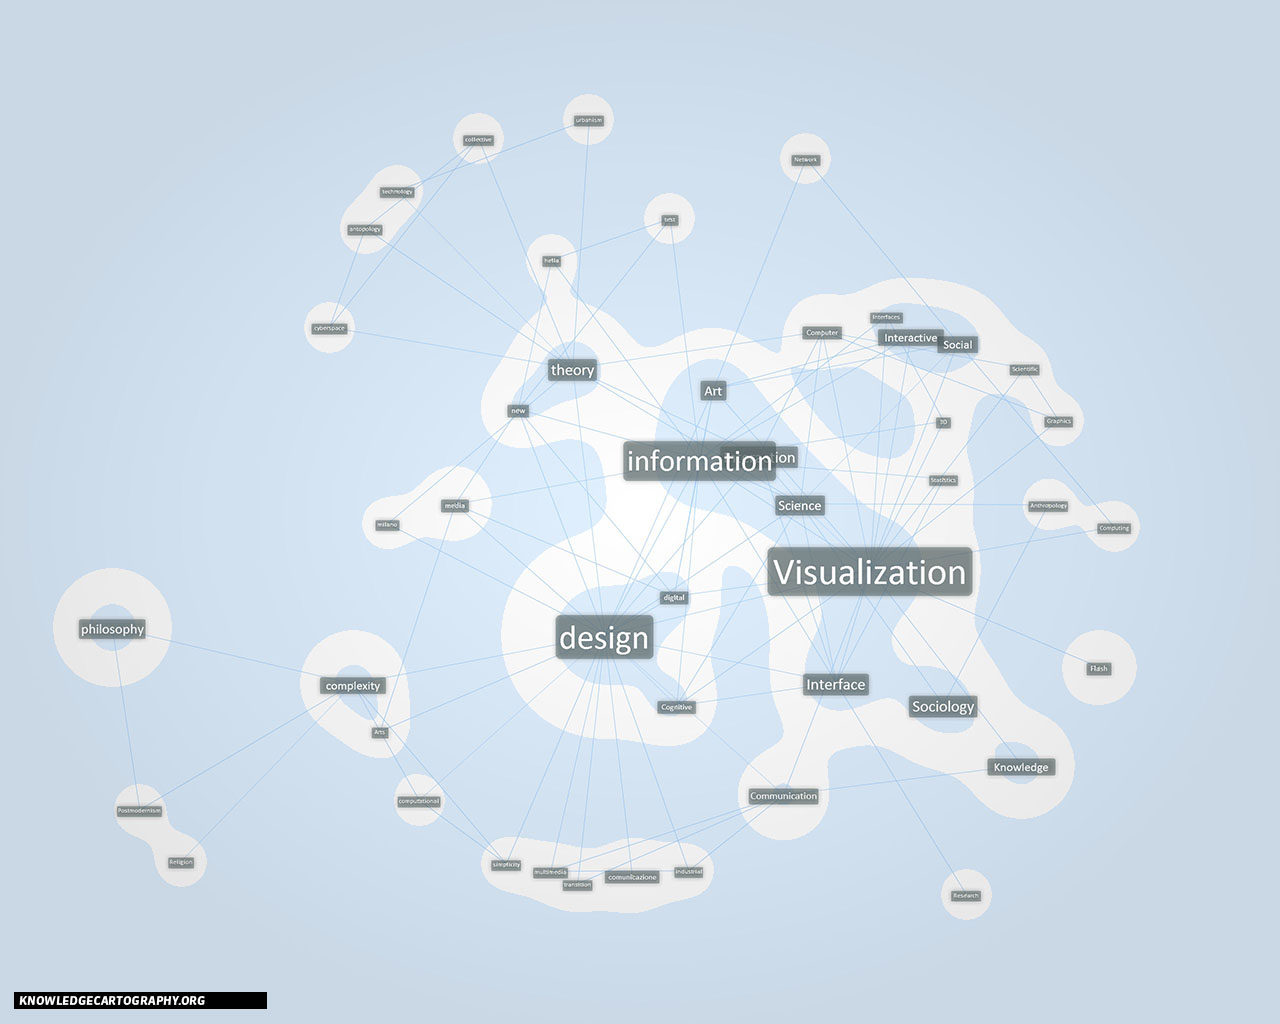 urbanism
collective
Network
technology
test
antopology
hella
Interfaces
cyberspace
Computer
Interactive
Social
theory
Scientific
Art
new
3D
Graphics
information
Statistics
media
Science
Anthropology
milano
Computing
Visualization
digital
philosophy
design
Flash
complexity
Interface
Cognitive
Sociology
Arts
Knowledge
Communication
computational
Postmodernism
Religion
simplicity
multimedia
industrial
comunicazione
transition
Research
KNOWLEDGECARTOGRAPHY.ORG